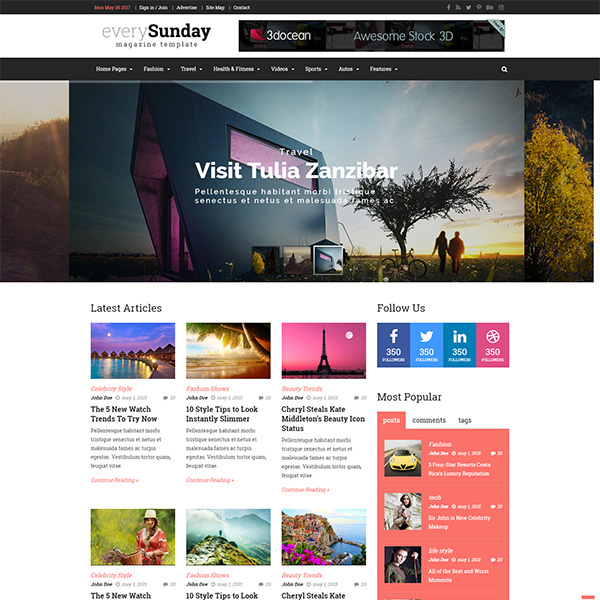 Mon May 08 2017 | Sign in / Join | Advertise | Site Map | Contact
everySunday
magazine template
3docean
Awesome Stock 3D
Home Pages Fashion Travel Health & Fitness Videos Sports Autos Features
Travel
Visit Tulia Zanzibar
Pellentesque habitant morbi tristique
senectus et netus et malesuada fames ac.
Latest Articles
Celebrity Style
John Doe may 1, 2015 20
The 5 New Watch
Trends To Try Now
Pellentesque habitant morbi tristique
senectus et netus et malesuada
fames ac turpis egestas.
Vestibulum tortor quam,
feugiat vitae.
Continue Reading »
Fashion Shows
John Doe may 1, 2015 20
10 Style Tips to Look
Instantly Slimmer
Pellentesque habitant morbi tristique
senectus et netus et
malesuada fames ac turpis
egestas. Vestibulum tortor quam,
feugiat vitae.
Continue Reading »
Beauty Trends
John Doe may 1, 2015 20
Cheryl Steals Kate
Middleton's Beauty Icon
Status
Pellentesque habitant morbi tristique
senectus et netus et
malesuada fames ac turpis
egestas. Vestibulum tortor quam,
feugiat vitae.
Continue Reading »
Celebrity Style
John Doe may 1, 2015 20
The 5 New Watch
Fashion Shows
John Doe may 1, 2015 20
10 Style Tips to Look
Beauty Trends
John Doe may 1, 2015 20
Cheryl Steals Kate
Follow Us
350 350 350 350
FOLLOWERS FOLLOWERS FOLLOWERS FOLLOWERS
Most Popular
posts comments tags
Fashion
John Doe may 1, 2015 20
3 Four-Star Resorts Costa
Rica's Luxury Reputation
tech
John Doe may 1, 2015 20
Sir John is New Celebrity
Makeup
life style
John Doe may 1, 2015 20
All of the Best and Worst
Moments